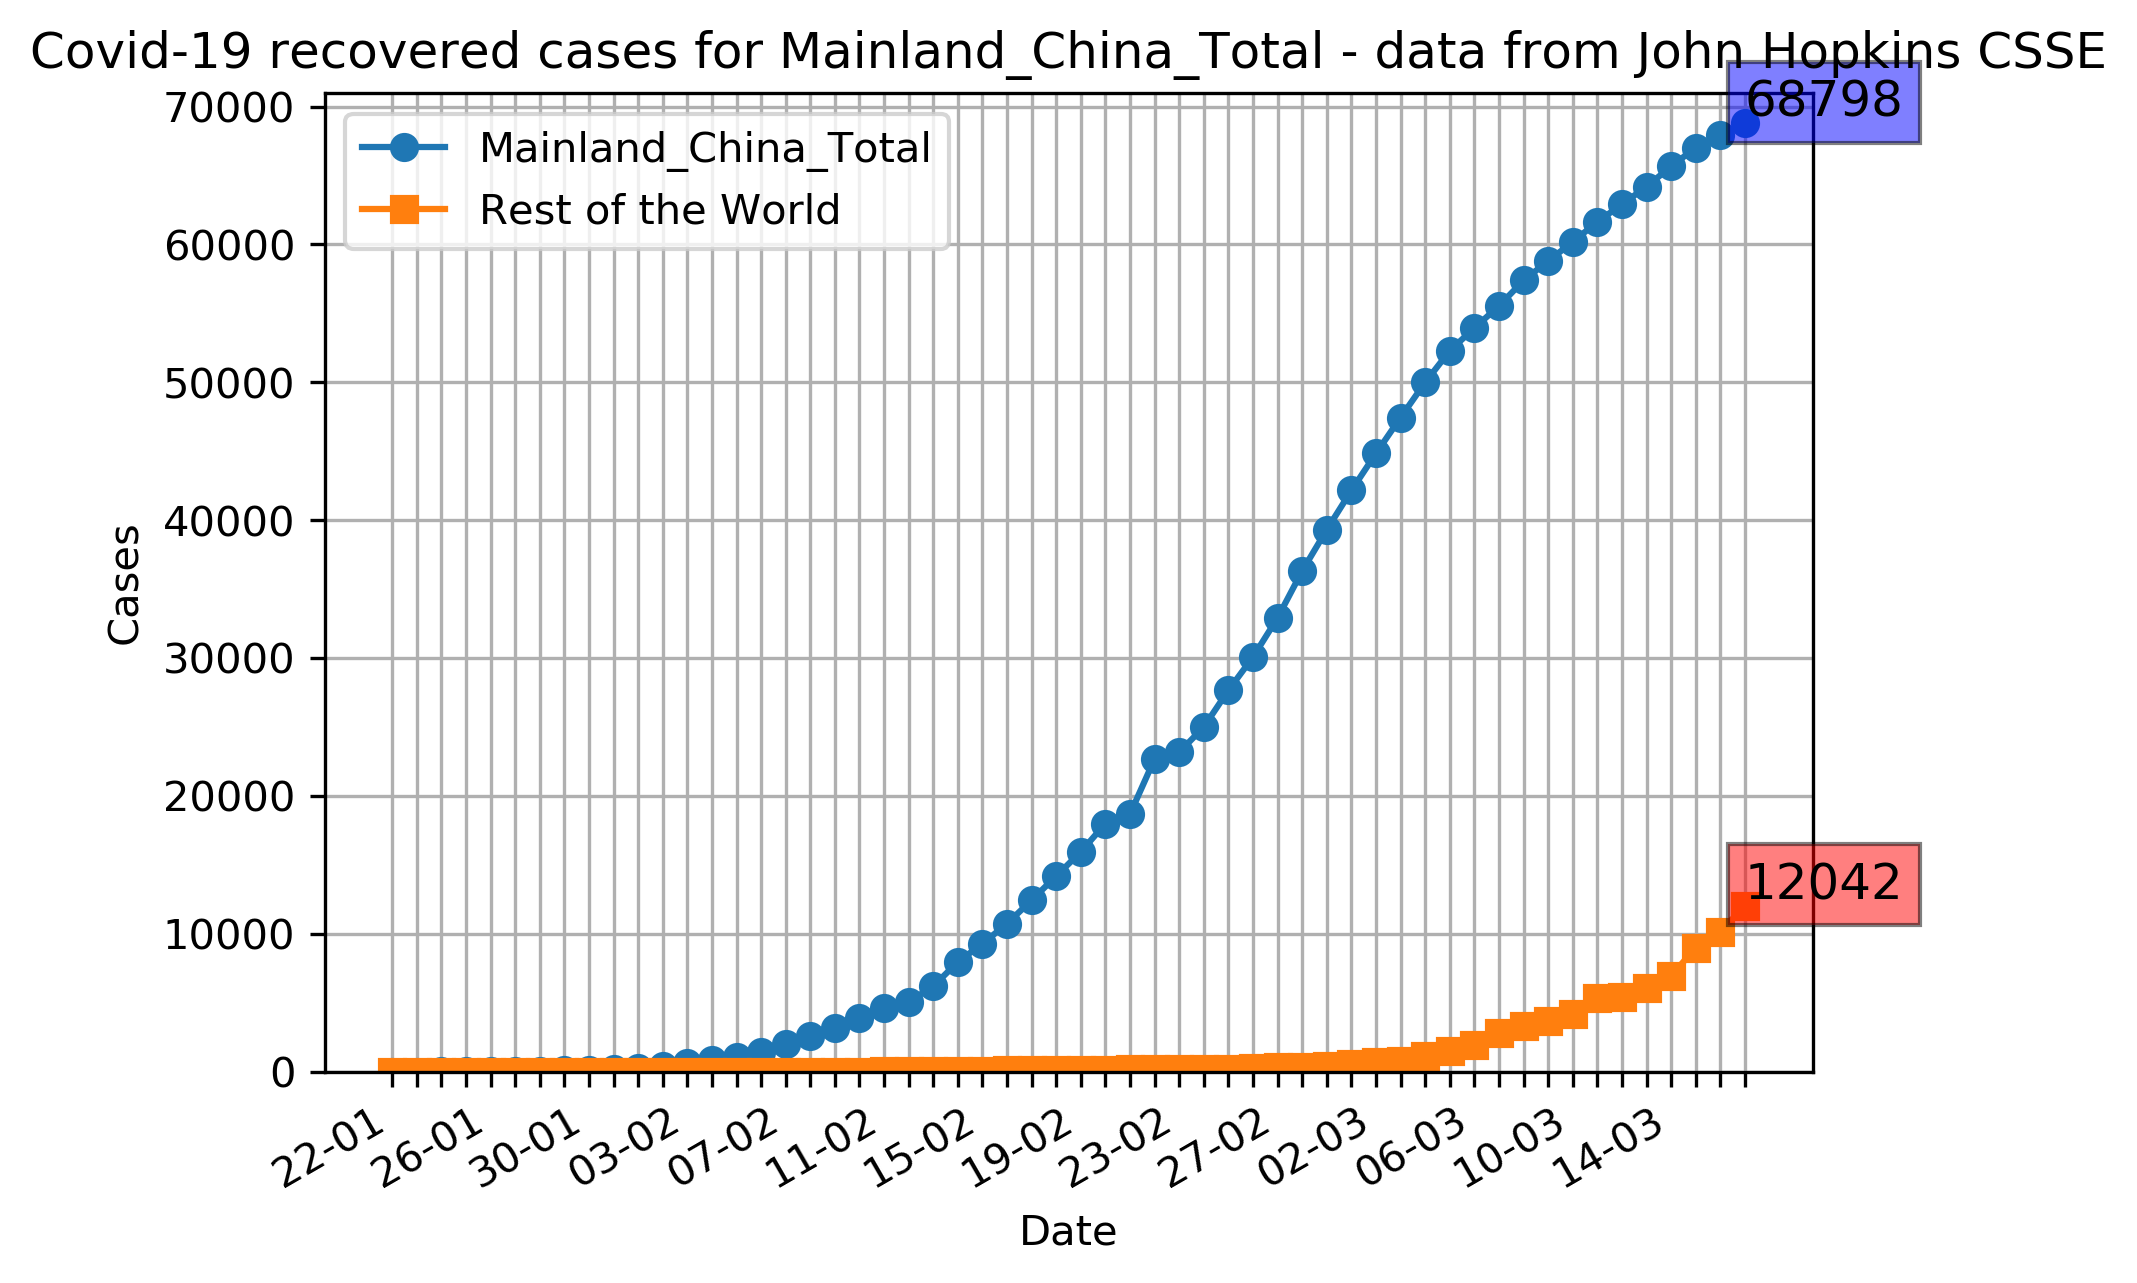 Covid-19 recovered cases for Mainland_China_Total - data from John Hopkins CSSE
68798
70000
Mainland_China_Total
Rest of the World
60000
50000
40000
Cases
30000
20000
12042
10000
0
22-01 26-01 30-01 03-02 07-02 11-02 15-02 19-02 23-02 27-02 02-03 06-03 10-03 14-03
Date